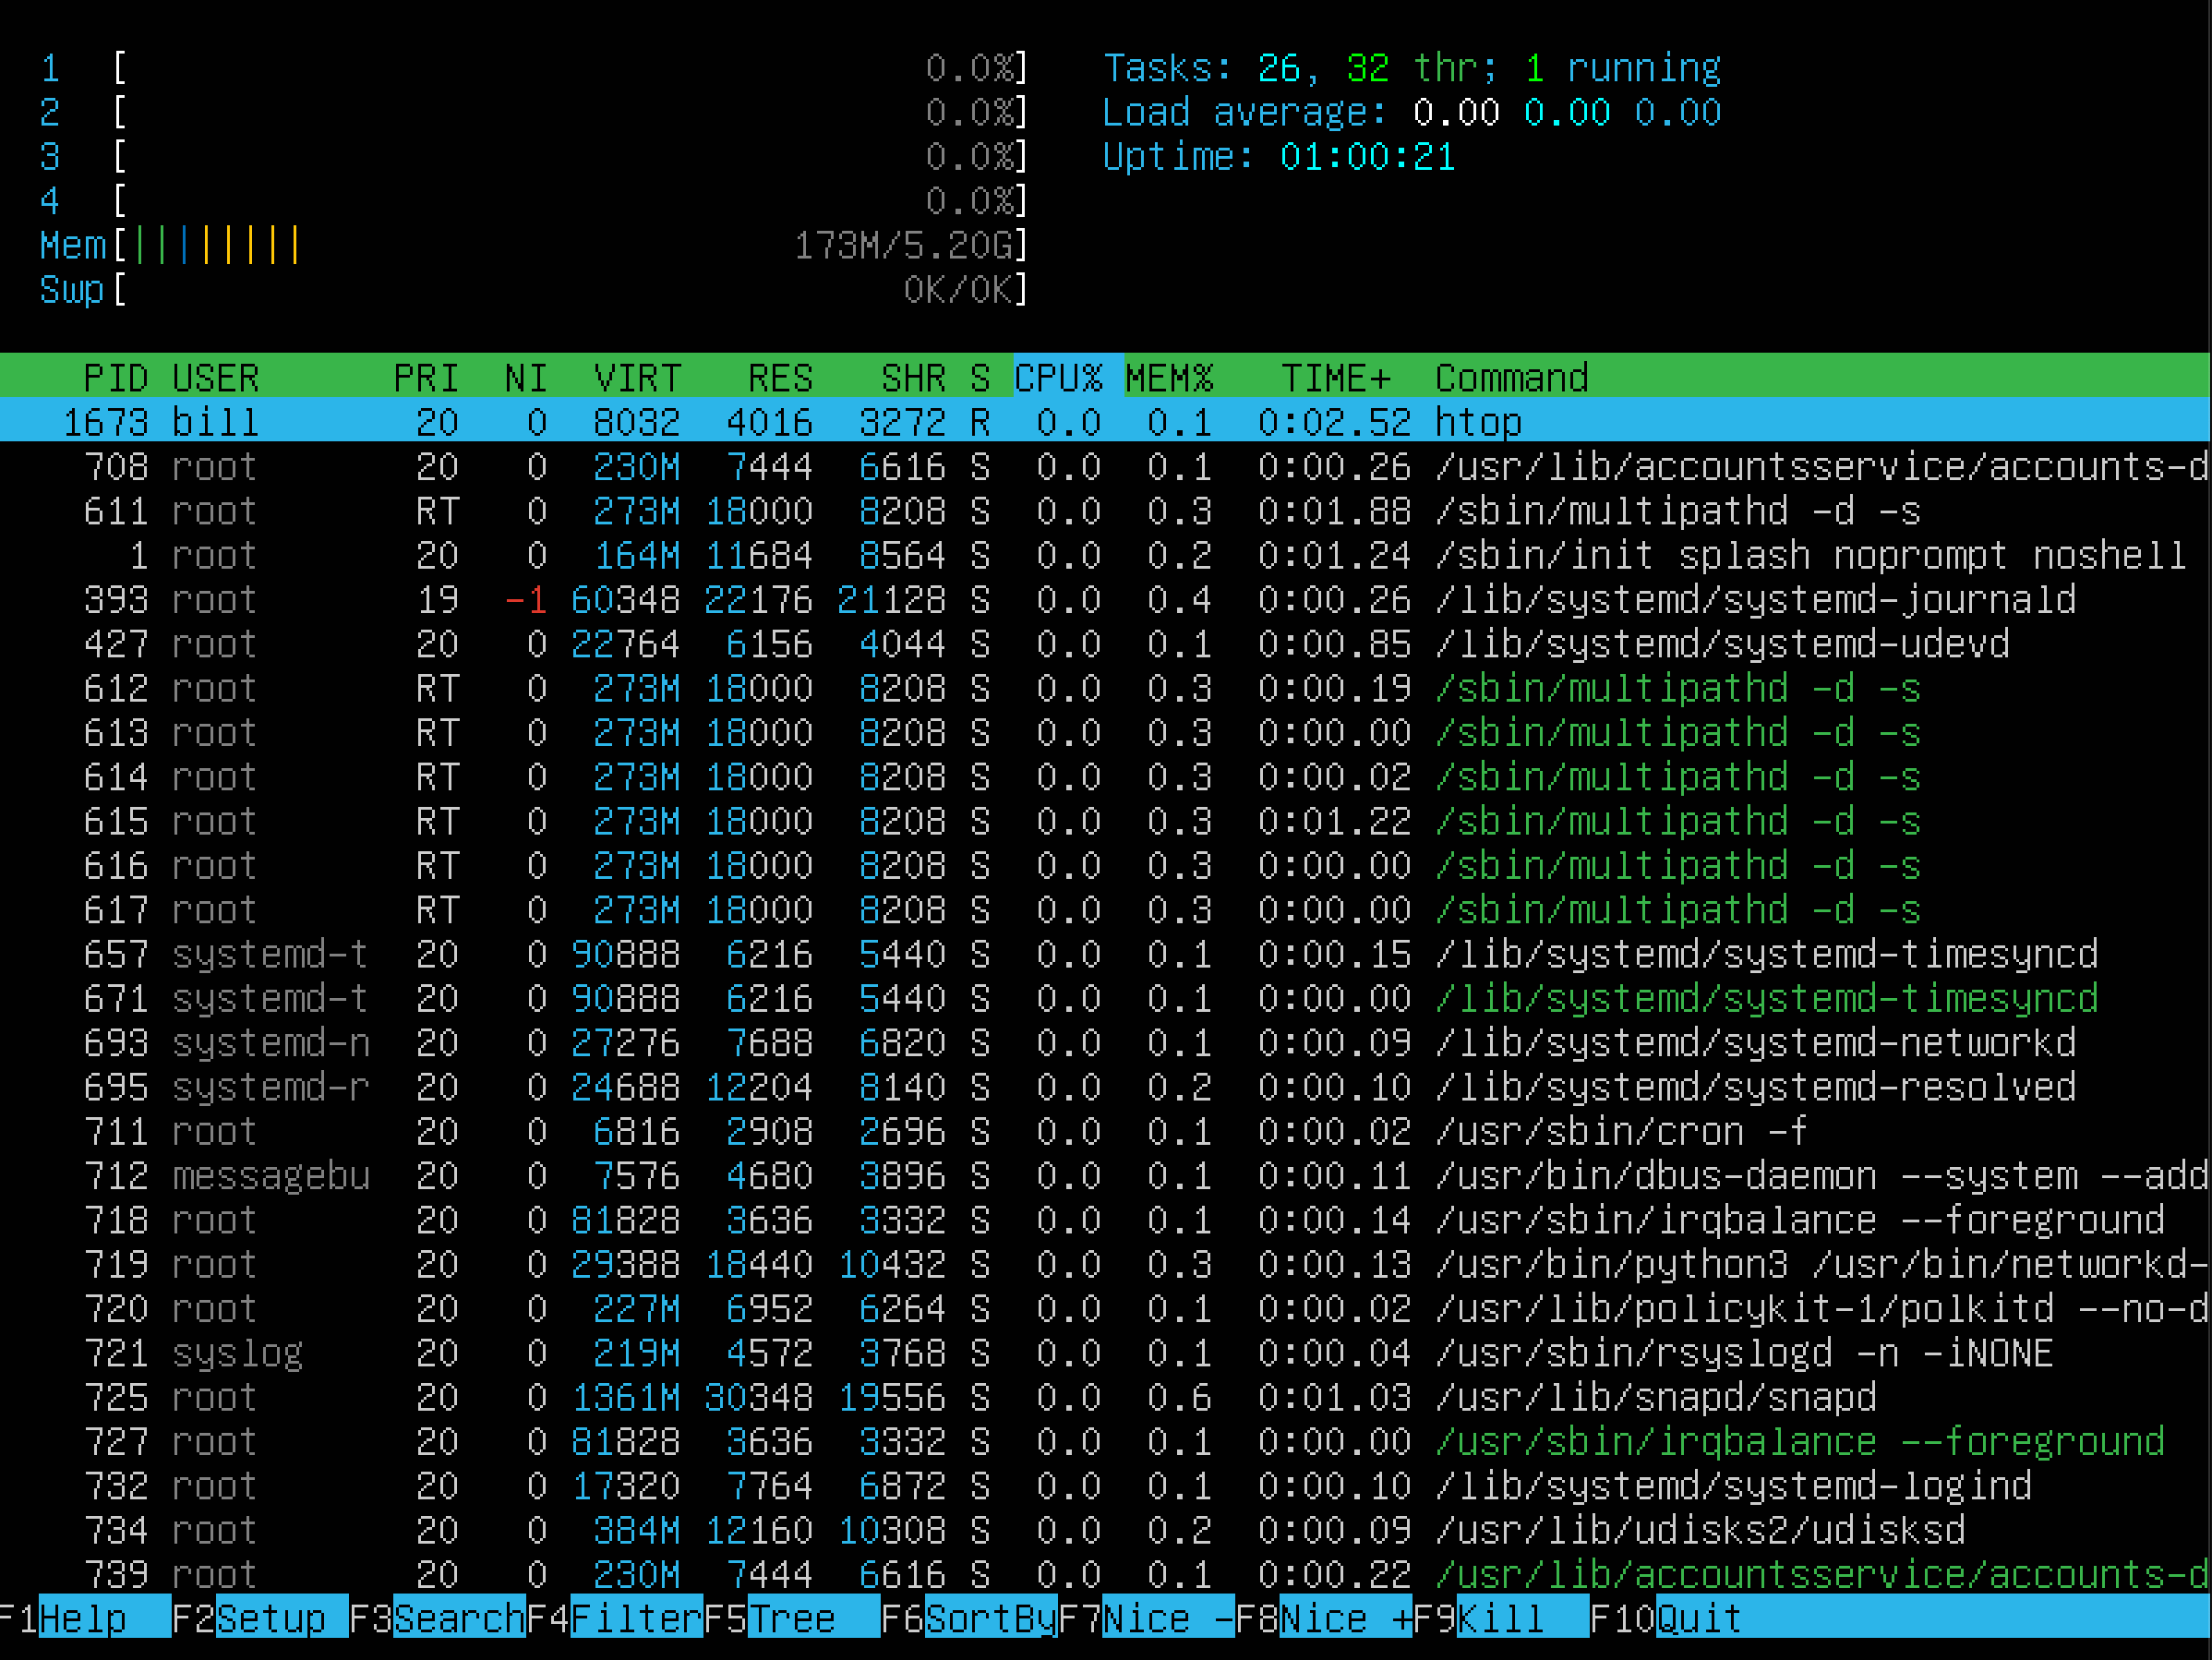 1 [ 0.0%] Tasks: 26, 32 thr; 1 running
2 [ 0.0%] Load average: 0.00 0.00 0.00
3 [ 0.0%] Uptime: 01:00:21
4 [ 0.0%]
Mem[|||||||| 173M/5.20G]
Swp[ 0K/0K]
PID USER PRI NI VIRT RES SHR S CPU% MEM% TIME+ Command
1673 bill 20 0 8032 4016 3272 R 0.0 0.1 0:02.52 htop
708 root 20 0 230M 7444 6616 S 0.0 0.1 0:00.26 /usr/lib/accountsservice/accounts-d
611 root RT 0 273M 18000 8208 S 0.0 0.3 0:01.88 /sbin/multipathd -d -s
1 root 20 0 164M 11684 8564 S 0.0 0.2 0:01.24 /sbin/init splash noprompt noshell
393 root 19 -1 60348 22176 21128 S 0.0 0.4 0:00.26 /lib/systemd/systemd-journald
427 root 20 0 22764 6156 4044 S 0.0 0.1 0:00.85 /lib/systemd/systemd-udevd
612 root RT 0 273M 18000 8208 S 0.0 0.3 0:00.19 /sbin/multipathd -d -s
613 root RT 0 273M 18000 8208 S 0.0 0.3 0:00.00 /sbin/multipathd -d -s
614 root RT 0 273M 18000 8208 S 0.0 0.3 0:00.02 /sbin/multipathd -d -s
615 root RT 0 273M 18000 8208 S 0.0 0.3 0:01.22 /sbin/multipathd -d -s
616 root RT 0 273M 18000 8208 S 0.0 0.3 0:00.00 /sbin/multipathd -d -s
617 root RT 0 273M 18000 8208 S 0.0 0.3 0:00.00 /sbin/multipathd -d -s
657 systemd-t 20 0 90888 6216 5440 S 0.0 0.1 0:00.15 /lib/systemd/systemd-timesyncd
671 systemd-t 20 0 90888 6216 5440 S 0.0 0.1 0:00.00 /lib/systemd/systemd-timesyncd
693 systemd-n 20 0 27276 7688 6820 S 0.0 0.1 0:00.09 /lib/systemd/systemd-networkd
695 systemd-r 20 0 24688 12204 8140 S 0.0 0.2 0:00.10 /lib/systemd/systemd-resolved
711 root 20 0 6816 2908 2696 S 0.0 0.1 0:00.02 /usr/sbin/cron -f
712 messagebu 20 0 7576 4680 3896 S 0.0 0.1 0:00.11 /usr/bin/dbus-daemon --system --add
718 root 20 0 81828 3636 3332 S 0.0 0.1 0:00.14 /usr/sbin/irqbalance --foreground
719 root 20 0 29388 18440 10432 S 0.0 0.3 0:00.13 /usr/bin/python3 /usr/bin/networkd-
720 root 20 0 227M 6952 6264 S 0.0 0.1 0:00.02 /usr/lib/policykit-1/polkitd --no-d
721 syslog 20 0 219M 4572 3768 S 0.0 0.1 0:00.04 /usr/sbin/rsyslogd -n -iNONE
725 root 20 0 1361M 30348 19556 S 0.0 0.6 0:01.03 /usr/lib/snapd/snapd
727 root 20 0 81828 3636 3332 S 0.0 0.1 0:00.00 /usr/sbin/irqbalance --foreground
732 root 20 0 17320 7764 6872 S 0.0 0.1 0:00.10 /lib/systemd/systemd-logind
734 root 20 0 384M 12160 10308 S 0.0 0.2 0:00.09 /usr/lib/udisks2/udisksd
739 root 20 0 230M 7444 6616 S 0.0 0.1 0:00.22 /usr/lib/accountsservice/accounts-d
F1Help F2Setup F3SearchF4FilterF5Tree F6SortByF7Nice -F8Nice +F9Kill F10Quit